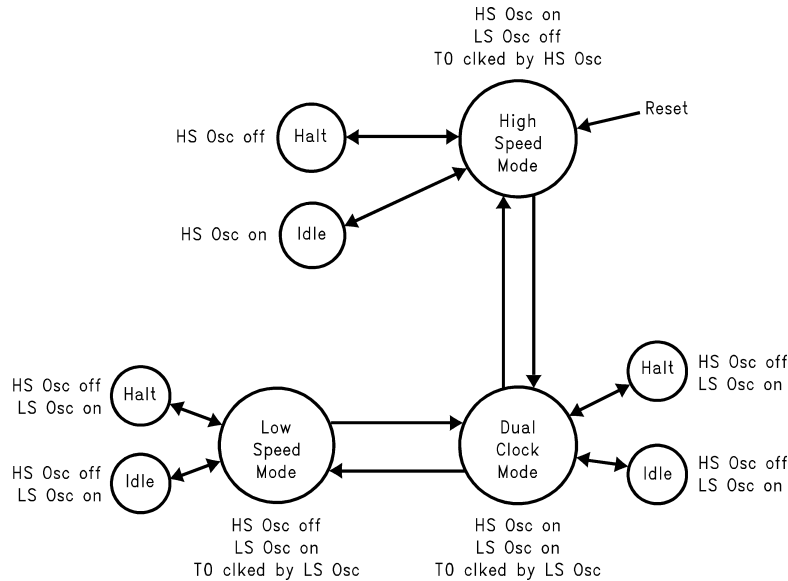 HS Osc on
LS Osc off
T0 clked by HS Osc
High
Speed
Mode
Reset
HS Osc off
Halt
HS Osc on
Idle
HS Osc off
LS Osc on
Halt
HS Osc off
LS Osc on
Idle
Low
Speed
Mode
HS Osc off
LS Osc on
T0 clked by LS Osc
Dual
Clock
Mode
HS Osc on
LS Osc on
T0 clked by LS Osc
Halt
HS Osc off
LS Osc on
Idle
HS Osc off
LS Osc on